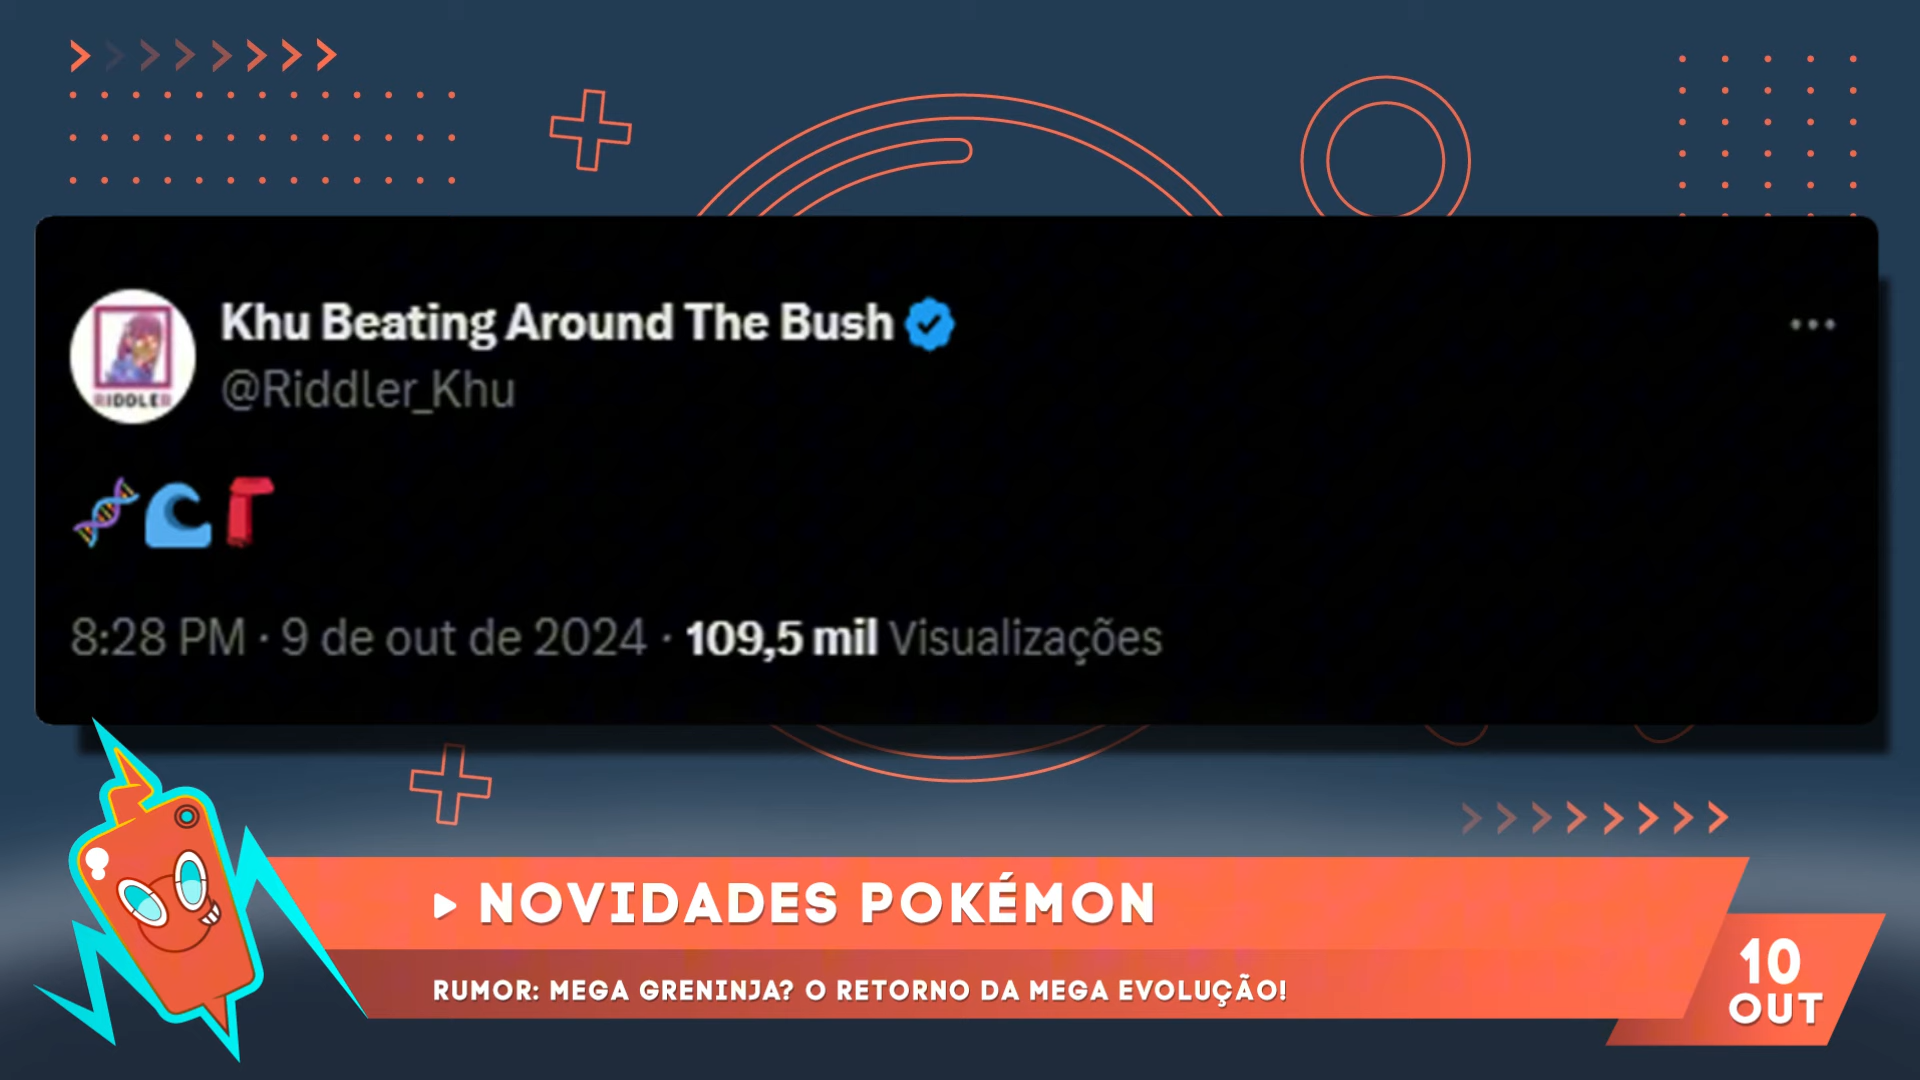 Khu Beating Around The Bush
@Riddler_Khu
RIDDLER
🧬🌊🧣
8:28 PM · 9 de out de 2024 · 109,5 mil Visualizações
NOVIDADES POKÉMON
RUMOR: MEGA GRENINJA? O RETORNO DA MEGA EVOLUÇÃO!
10
OUT